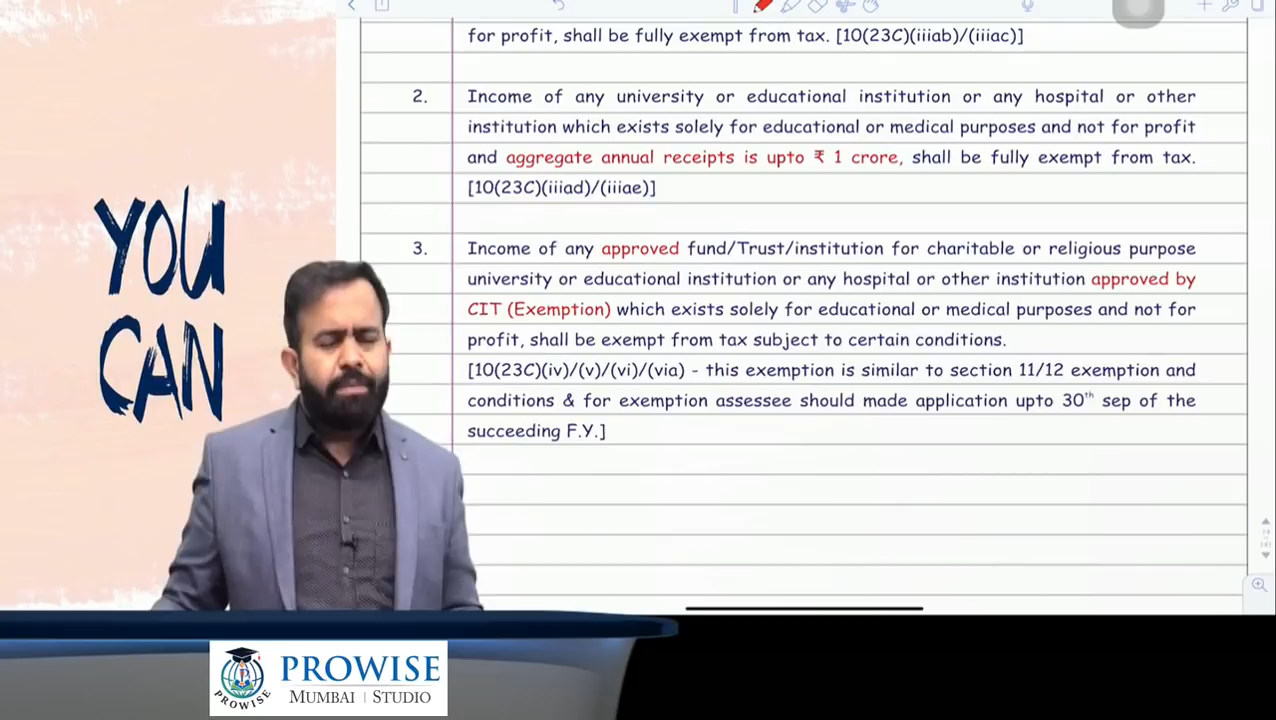 for profit, shall be fully exempt from tax. [10(23C)(iiiab)/(iiiac)]
2. Income of any university or educational institution or any hospital or other
institution which exists solely for educational or medical purposes and not for profit
and aggregate annual receipts is upto ₹ 1 crore, shall be fully exempt from tax.
[10(23C)(iiiad)/(iiiae)]
3. Income of any approved fund/Trust/institution for charitable or religious purpose
university or educational institution or any hospital or other institution approved by
CIT (Exemption) which exists solely for educational or medical purposes and not for
profit, shall be exempt from tax subject to certain conditions.
[10(23C)(iv)/(v)/(vi)/(via) - this exemption is similar to section 11/12 exemption and
conditions & for exemption assessee should made application upto 30th sep of the
succeeding F.Y.]
YOU
CAN
PROWISE
PROWISE
MUMBAI | STUDIO